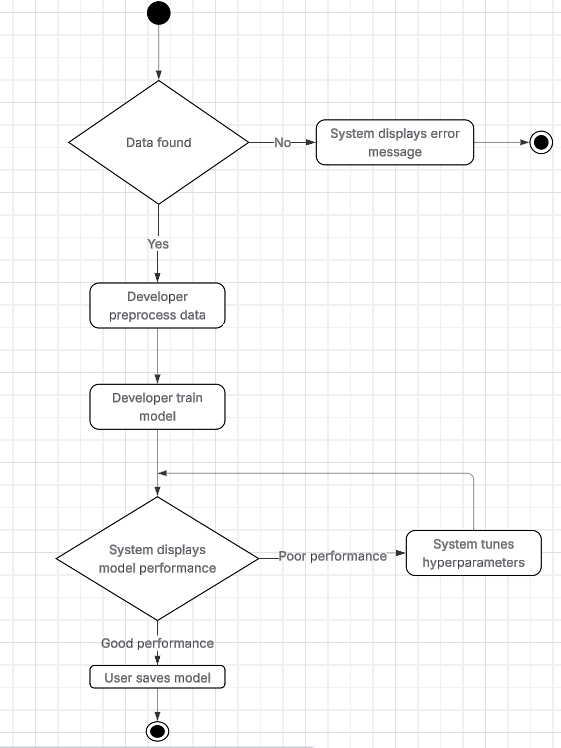 Data found
No
System displays error
message
Yes
Developer
preprocess data
Developer train
model
System displays
model performance
Poor performance
System tunes
hyperparameters
Good performance
User saves model